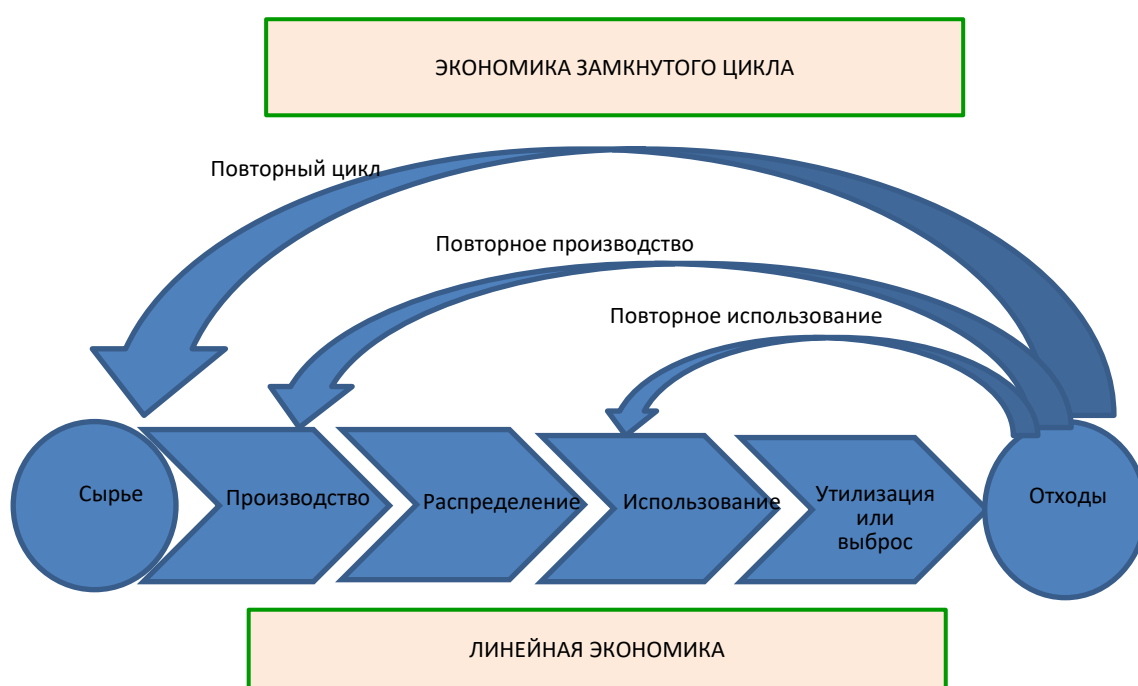 ЭКОНОМИКА ЗАМКНУТОГО ЦИКЛА
Повторный цикл
Повторное производство
Повторное использование
Сырье
Производство
Распределение
Использование
Утилизация
или
выброс
Отходы
ЛИНЕЙНАЯ ЭКОНОМИКА